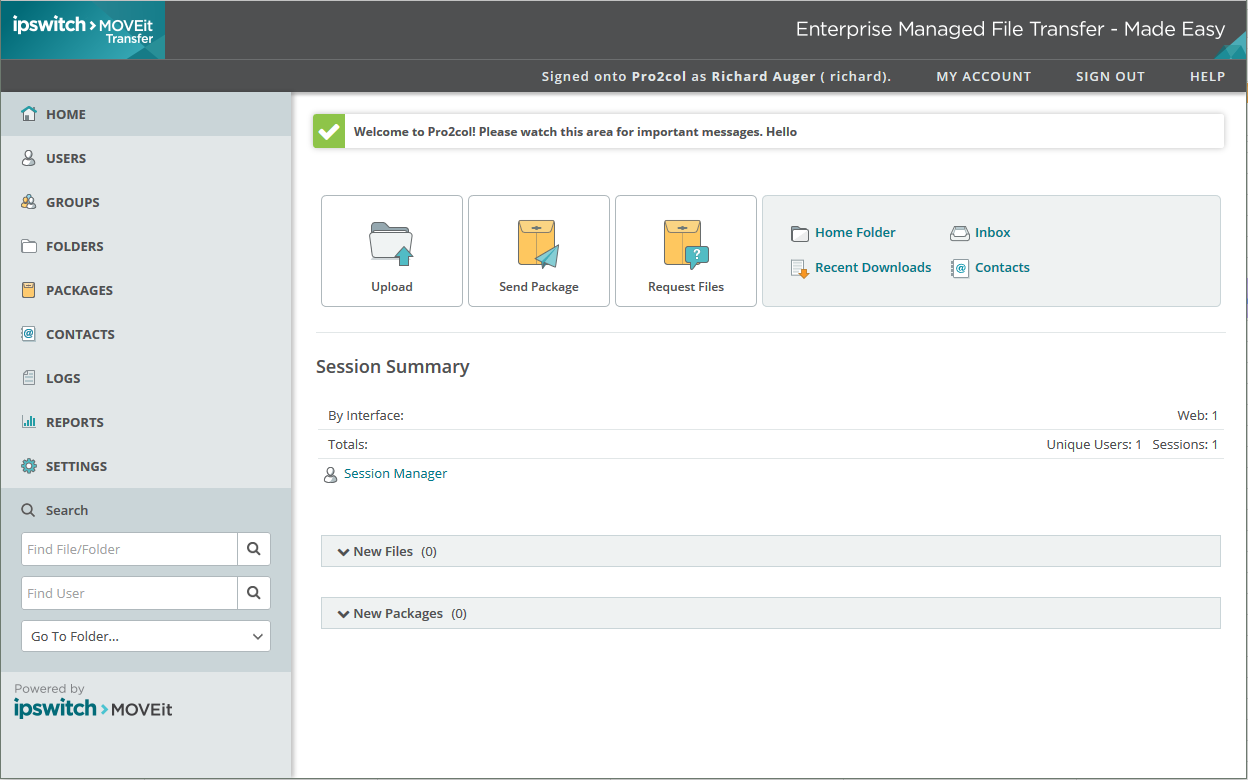 ipswitch MOVEit
Transfer
Enterprise Managed File Transfer - Made Easy
Signed onto Pro2col as Richard Auger ( richard). MY ACCOUNT SIGN OUT HELP
HOME
USERS
GROUPS
FOLDERS
PACKAGES
CONTACTS
LOGS
REPORTS
SETTINGS
Search
Find File/Folder
Find User
Go To Folder...
Powered by
ipswitch MOVEit
Welcome to Pro2col! Please watch this area for important messages. Hello
Upload
Send Package
Request Files
Home Folder
Inbox
Recent Downloads
Contacts
Session Summary
By Interface: Web: 1
Totals: Unique Users: 1 Sessions: 1
Session Manager
New Files (0)
New Packages (0)